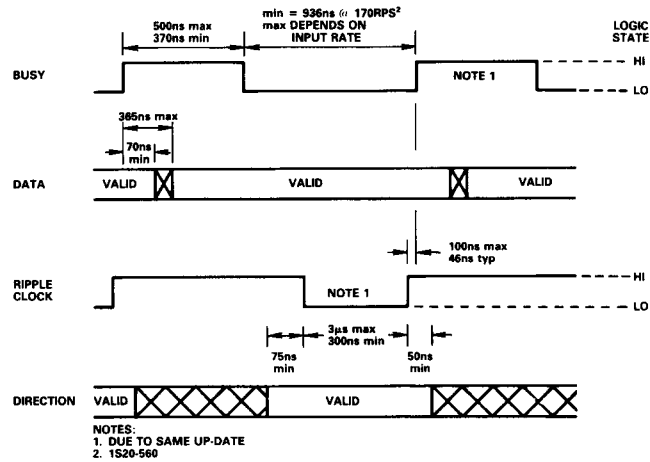 min = 936ns @ 170RPS²
500ns max
370ns min
max DEPENDS ON
INPUT RATE
LOGIC
STATE
BUSY
NOTE 1
HI
LO
365ns max
70ns
min
DATA
VALID
VALID
VALID
100ns max
46ns typ
RIPPLE
CLOCK
NOTE 1
HI
LO
75ns
min
3µs max
300ns min
50ns
min
DIRECTION
VALID
VALID
NOTES:
1. DUE TO SAME UP-DATE
2. 1S20-560